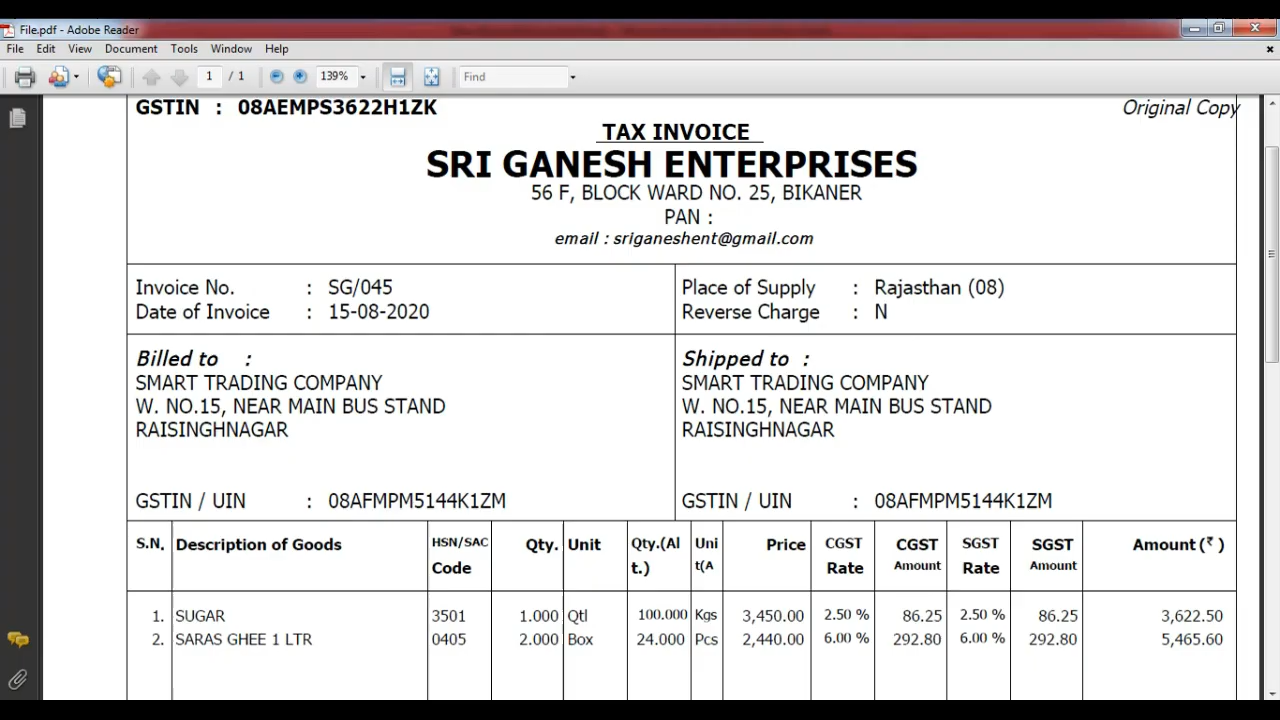 File.pdf - Adobe Reader
File Edit View Document Tools Window Help
1 / 1 139% Find
GSTIN : 08AEMPS3622H1ZK Original Copy
TAX INVOICE
SRI GANESH ENTERPRISES
56 F, BLOCK WARD NO. 25, BIKANER
PAN :
email : sriganeshent@gmail.com
Invoice No. : SG/045 Place of Supply : Rajasthan (08)
Date of Invoice : 15-08-2020 Reverse Charge : N
Billed to : Shipped to :
SMART TRADING COMPANY SMART TRADING COMPANY
W. NO.15, NEAR MAIN BUS STAND W. NO.15, NEAR MAIN BUS STAND
RAISINGHNAGAR RAISINGHNAGAR
GSTIN / UIN : 08AFMPM5144K1ZM GSTIN / UIN : 08AFMPM5144K1ZM
S.N. Description of Goods HSN/SAC Qty. Unit Qty.(Al Uni Price CGST CGST SGST SGST Amount (₹ )
Code t.) t(A Rate Amount Rate Amount
1. SUGAR 3501 1.000 Qtl 100.000 Kgs 3,450.00 2.50 % 86.25 2.50 % 86.25 3,622.50
2. SARAS GHEE 1 LTR 0405 2.000 Box 24.000 Pcs 2,440.00 6.00 % 292.80 6.00 % 292.80 5,465.60